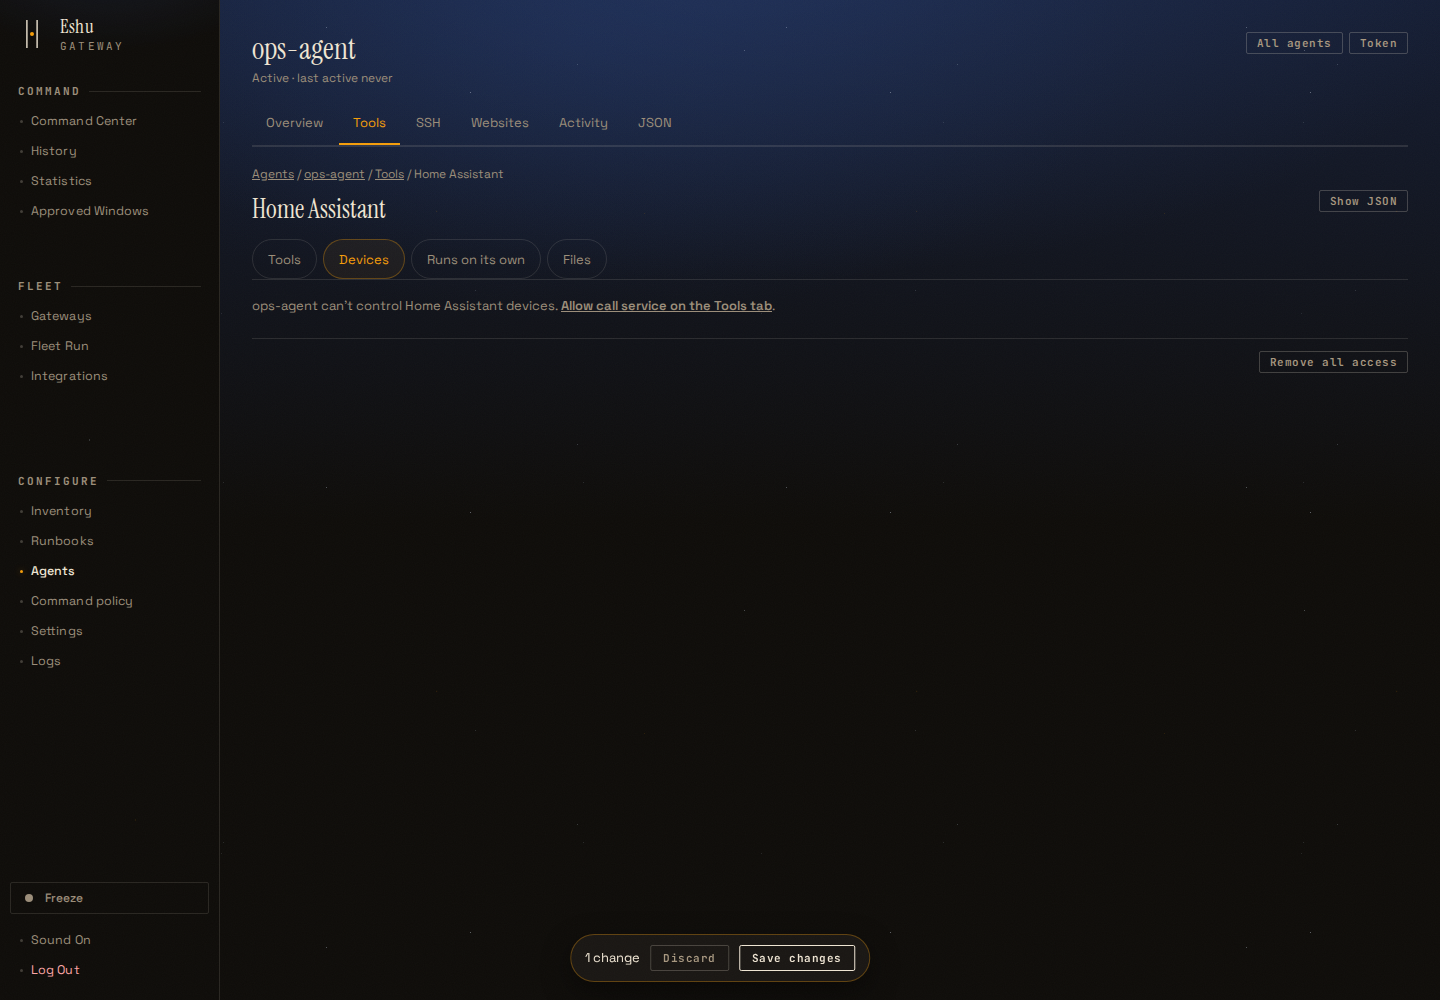 Eshu
GATEWAY
COMMAND
Command Center
History
Statistics
Approved Windows
FLEET
Gateways
Fleet Run
Integrations
CONFIGURE
Inventory
Runbooks
Agents
Command policy
Settings
Logs
Freeze
Sound On
Log Out
ops-agent
Active · last active never
All agents
Token
Overview
Tools
SSH
Websites
Activity
JSON
Agents / ops-agent / Tools / Home Assistant
Home Assistant
Show JSON
Tools
Devices
Runs on its own
Files
ops-agent can't control Home Assistant devices. Allow call service on the Tools tab.
Remove all access
1 change
Discard
Save changes